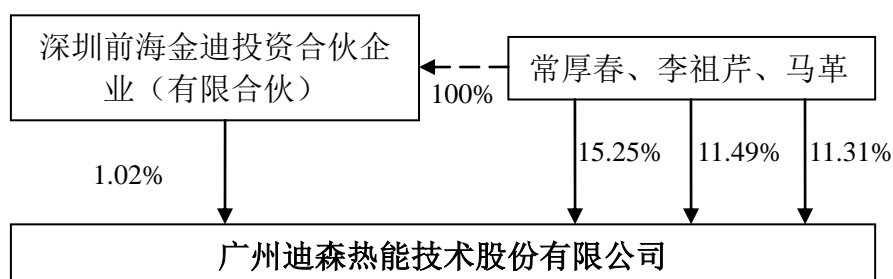 深圳前海金迪投资合伙企
业（有限合伙）
常厚春、李祖芹、马革
100%
1.02%
15.25%
11.49%
11.31%
广州迪森热能技术股份有限公司